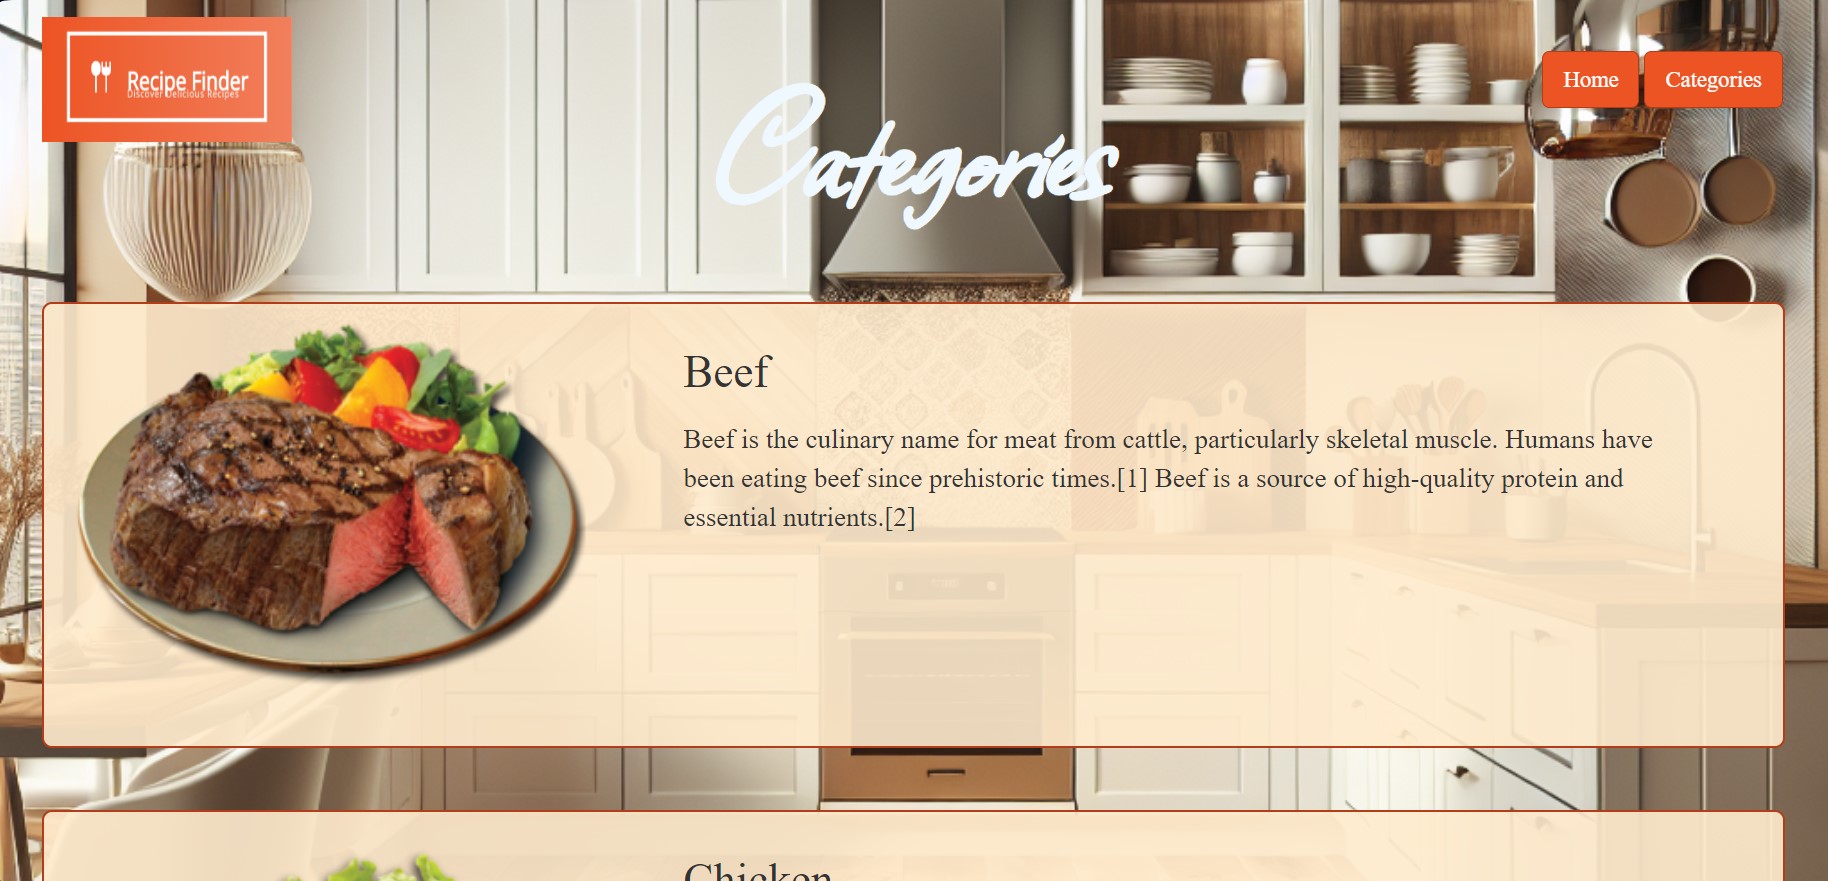 Recipe Finder
Discover Delicious Recipes
Home
Categories
Categories
Beef
Beef is the culinary name for meat from cattle, particularly skeletal muscle. Humans have
been eating beef since prehistoric times.[1] Beef is a source of high-quality protein and
essential nutrients.[2]
Chicken